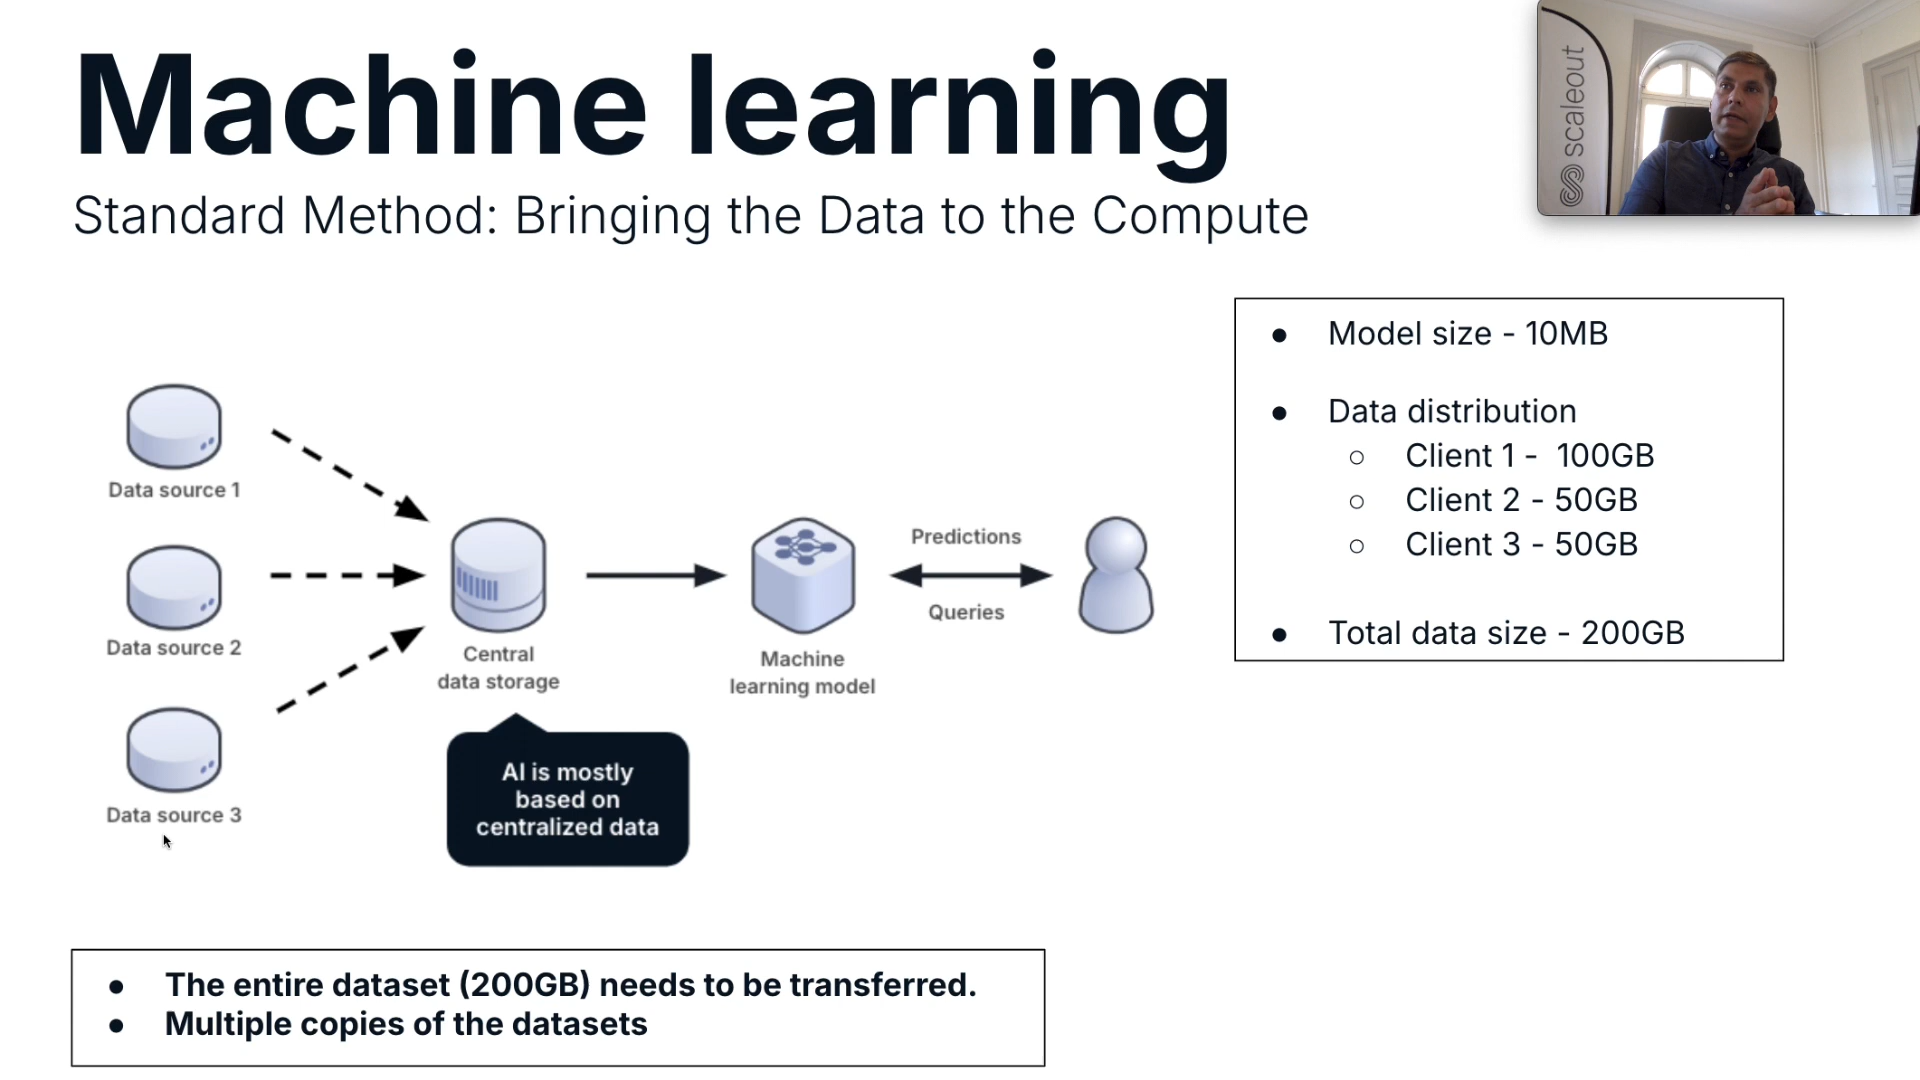 Machine learning
Standard Method: Bringing the Data to the Compute
scaleout
Data source 1
Data source 2
Data source 3
Central
data storage
AI is mostly
based on
centralized data
Machine
learning model
Predictions
Queries
● Model size - 10MB
● Data distribution
○ Client 1 - 100GB
○ Client 2 - 50GB
○ Client 3 - 50GB
● Total data size - 200GB
● The entire dataset (200GB) needs to be transferred.
● Multiple copies of the datasets